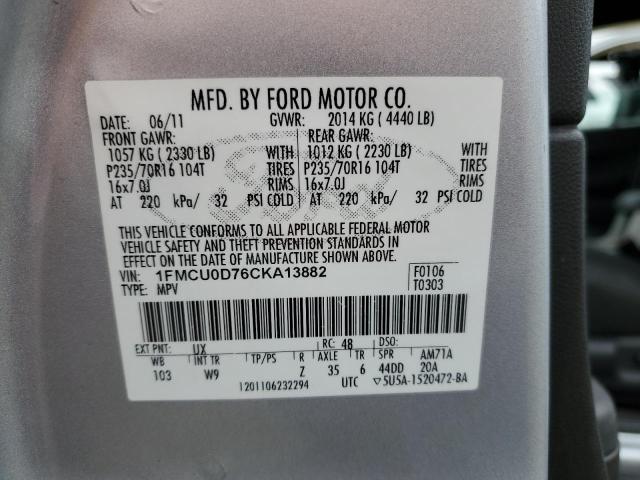 MFD. BY FORD MOTOR CO.
DATE: 06/11 GVWR: 2014 KG ( 4440 LB)
FRONT GAWR: REAR GAWR:
1057 KG ( 2330 LB) WITH 1012 KG ( 2230 LB) WITH
P235/70R16 104T TIRES P235/70R16 104T TIRES
16x7.0J RIMS 16x7.0J RIMS
AT 220 kPa/ 32 PSI COLD AT 220 kPa/ 32 PSI COLD
THIS VEHICLE CONFORMS TO ALL APPLICABLE FEDERAL MOTOR
VEHICLE SAFETY AND THEFT PREVENTION STANDARDS IN
EFFECT ON THE DATE OF MANUFACTURE SHOWN ABOVE.
VIN: 1FMCU0D76CKA13882 F0106
TYPE: MPV T0303
EXT PNT: UX RC: 48 DSO:
WB INT TR TP/PS R AXLE TR SPR AM71A
103 W9 Z 35 6 44DD 20A
1201106232294 UTC ▽5U5A-1520472-BA